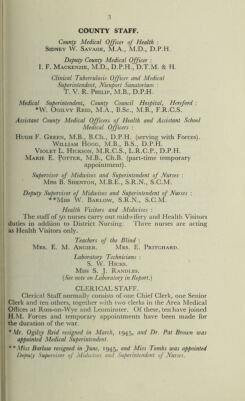 3
COUNTY STAFF.
County Medical Officer of Health :
SIDNEY W. SAVAGE, M.A., M.D., D.P.H.
Deputy County Medical Officer :
I. F. MACKENZIE, M.D., D.P.H., D.T.M. & H.
Clinical Tuberculosis Officer and Medical
Superintendent, Nieuport Sanatorium :
T. V. R. PHILIP, M.B., D.P.H.
Medical Superintendent, County Council Hospital, Hereford :
*W. OGILVY REID, M.A., B.Sc., M.B., F.R.C.S.
Assistant County Medical Officers of Health and Assistant School
Medical Officers :
HUGH F. GREEN, M.B., B.Ch., D.P.H. (serving with Forces).
WILLIAM HOGG, M.B., B.S., D.P.H.
VIOLET L. HICKSON, M.R.C.S., L.R.C.P., D.P.H.
MARIE E. POTTER, M.B., Ch.B. (part-time temporary
appointment).
Supervisor of Midwives and Superintendent of Nurses :
MISS B. SHENTON, M.B.E., S.R.N., S.C.M.
Deputy Supervisor of Midwives and Superintendent of Nurses :
**MISS W. BARLOW, S.R.N., S.C.M.
Health Visitors and Midwives :
The staff of 50 nurses carry out midwifery and Health Visitors
duties in addition to District Nursing. Three nurses are acting
as Health Visitors only.
Teachers of the Blind :
MRS. E. M. ANGIER. MRS. E. PRITCHARD.
Laboratory Technicians :
S. W. HICKS.
MISS S. J. RANDLES.
(See note on Laboratory in Report.)
CLERICAL STAFF.
Clerical Staff normally consists of one Chief Clerk, one Senior
Clerk and ten others, together with two clerks in the Area Medical
Offices at Ross-on-Wye and Leominster. Of these, ten have joined
H.M. Forces and temporary appointments have been made for
the duration of war.
*Mr. Ogilvy Reid resigned in March, 1945, and Dr. Pat Brown was
appointed Medical Superintendent.
**Miss Barlow resigned in June, 1945, and Miss Tombs was appointed
Deputy Supervisor of Midwives and Superintendent of Nurses.